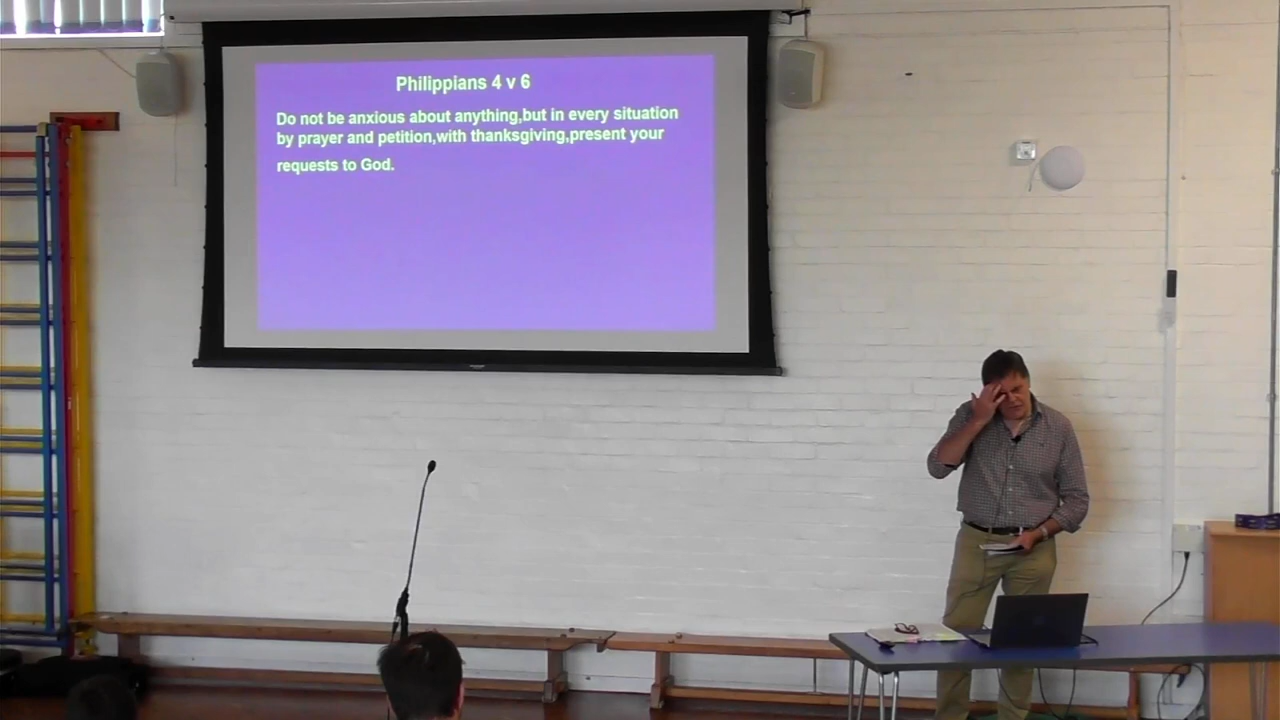 Philippians 4 v 6
Do not be anxious about anything,but in every situation
by prayer and petition,with thanksgiving,present your
requests to God.